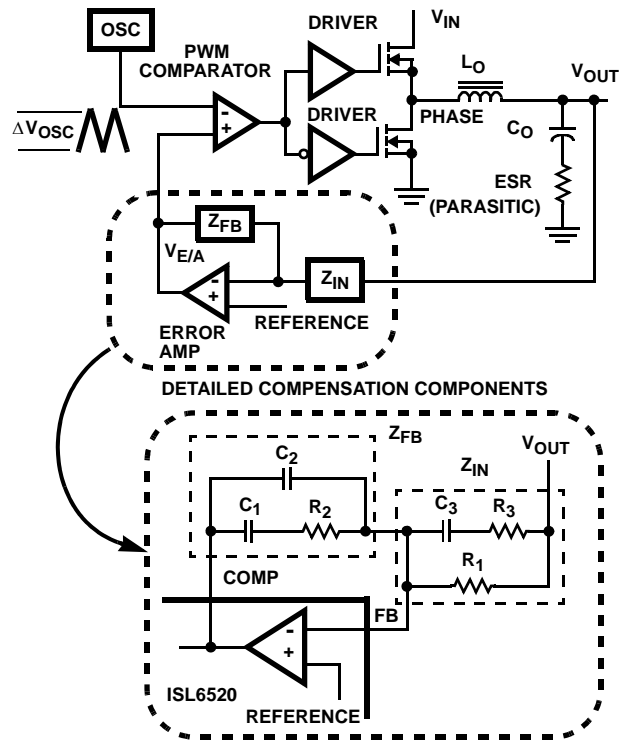 OSC
PWM
COMPARATOR
DRIVER
V_IN
-
+
DRIVER
PHASE
L_O
V_OUT
C_O
ESR
(PARASITIC)
ΔV_OSC
Z_FB
V_E/A
-
+
Z_IN
REFERENCE
ERROR
AMP
DETAILED COMPENSATION COMPONENTS
Z_FB
V_OUT
C_2
Z_IN
C_1
R_2
C_3
R_3
R_1
COMP
FB
-
+
ISL6520
REFERENCE